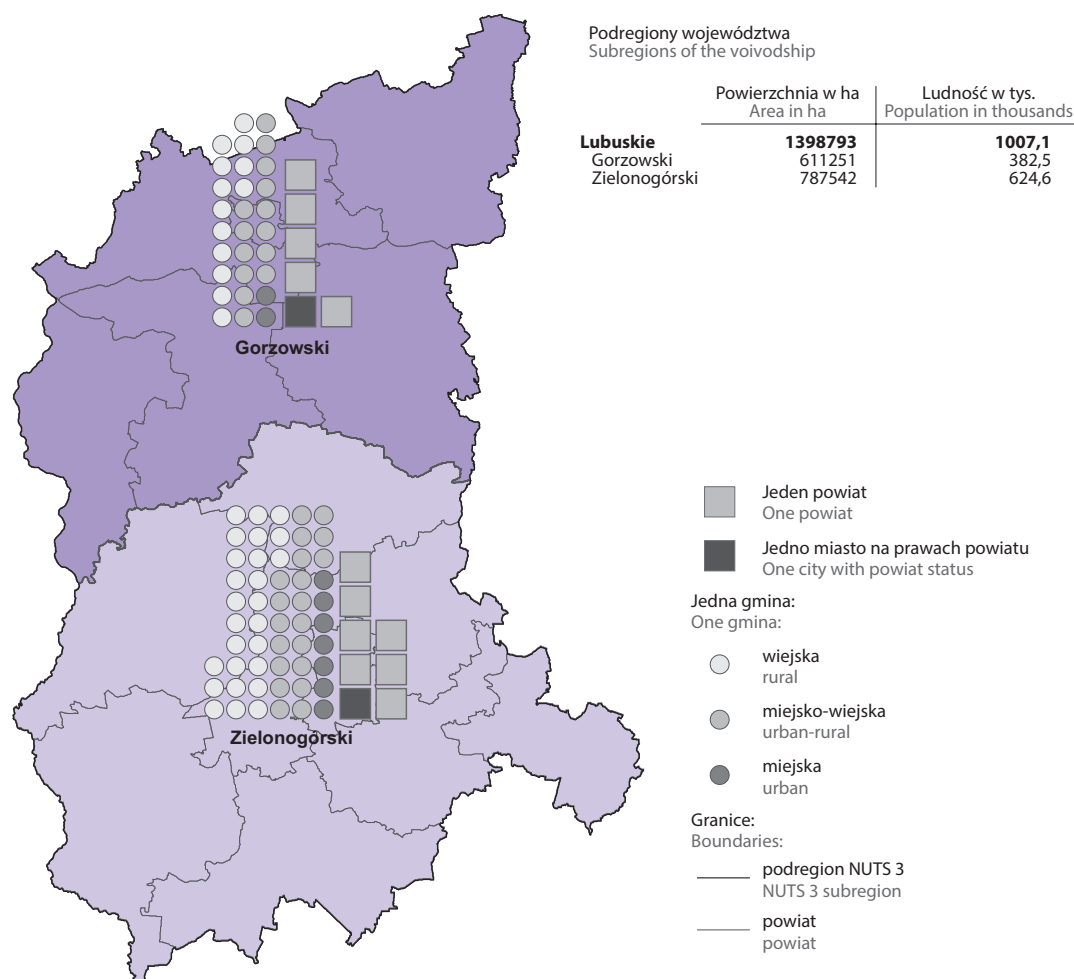 Podregiony województwa
Subregions of the voivodship
Powierzchnia w ha
Area in ha
Ludność w tys.
Population in thousands
Lubuskie 1398793 1007,1
Gorzowski 611251 382,5
Zielonogórski 787542 624,6
Gorzowski
Zielonogórski
Jeden powiat
One powiat
Jedno miasto na prawach powiatu
One city with powiat status
Jedna gmina:
One gmina:
wiejska
rural
miejsko-wiejska
urban-rural
miejska
urban
Granice:
Boundaries:
podregion NUTS 3
NUTS 3 subregion
powiat
powiat